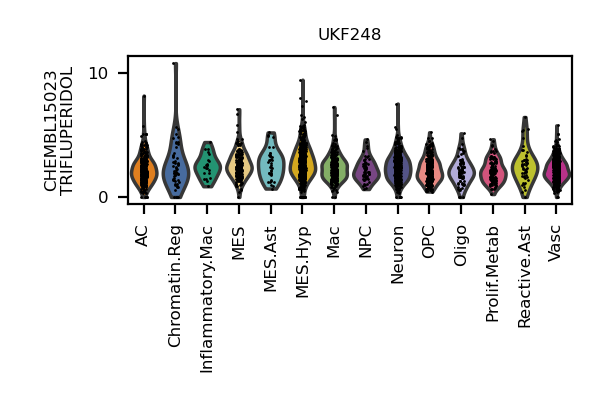 UKF248
CHEMBL15023
TRIFLUPERIDOL
10
0
AC
Chromatin.Reg
Inflammatory.Mac
MES
MES.Ast
MES.Hyp
Mac
NPC
Neuron
OPC
Oligo
Prolif.Metab
Reactive.Ast
Vasc